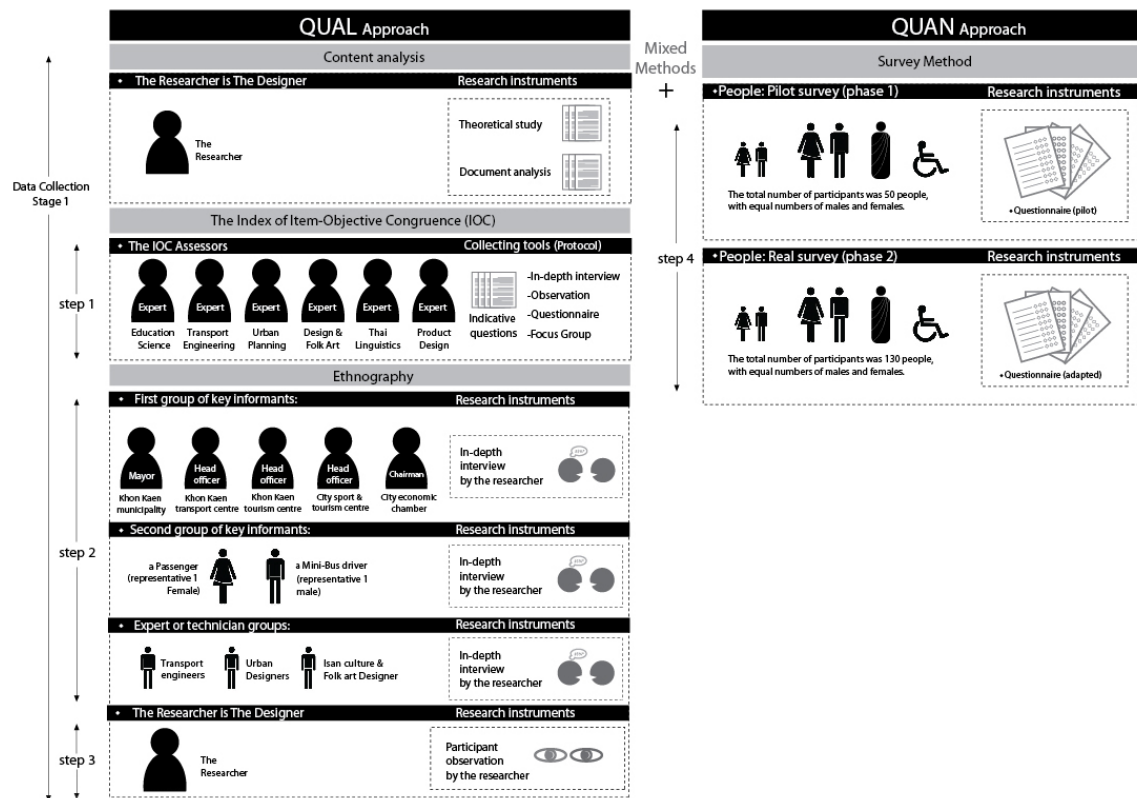 QUAL Approach
Content analysis
• The Researcher is The Designer
Research instruments
The
Researcher
Theoretical study
Document analysis
Data Collection
Stage 1
The Index of Item-Objective Congruence (IOC)
• The IOC Assessors
Collecting tools (Protocol)
step 1
Expert
Expert
Expert
Expert
Expert
Expert
Education
Science
Transport
Engineering
Urban
Planning
Design &
Folk Art
Thai
Linguistics
Product
Design
Indicative
questions
-In-depth interview
-Observation
-Questionnaire
-Focus Group
Ethnography
step 2
• First group of key informants:
Research instruments
Mayor
Head
officer
Head
officer
Head
officer
Chairman
Khon Kaen
municipality
Khon Kaen
transport centre
Khon Kaen
tourism centre
City sport &
tourism centre
City economic
chamber
In-depth
interview
by the researcher
• Second group of key informants:
Research instruments
a Passenger
(representative 1
Female)
a Mini-Bus driver
(representative 1
male)
In-depth
interview
by the researcher
• Expert or technician groups:
Research instruments
Transport
engineers
Urban
Designers
Isan culture &
Folk art Designer
In-depth
interview
by the researcher
• The Researcher is The Designer
Research instruments
step 3
The
Researcher
Participant
observation
by the researcher
Mixed
Methods
+
QUAN Approach
Survey Method
•People: Pilot survey (phase 1)
Research instruments
The total number of participants was 50 people,
with equal numbers of males and females.
•Questionnaire (pilot)
step 4
•People: Real survey (phase 2)
Research instruments
The total number of participants was 130 people,
with equal numbers of males and females.
•Questionnaire (adapted)